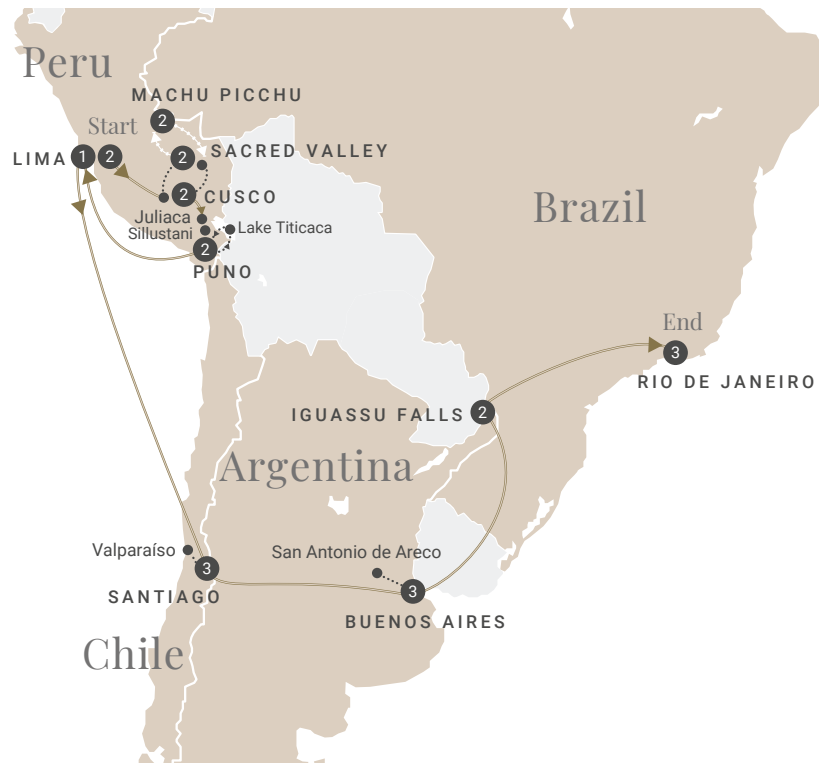 Peru
MACHU PICCHU
2
Start
LIMA 1 2
2 SACRED VALLEY
2 CUSCO
Juliaca
Sillustani
Lake Titicaca
2
PUNO
Brazil
End
3
RIO DE JANEIRO
IGUASSU FALLS 2
Argentina
Valparaíso
San Antonio de Areco
3
SANTIAGO
3
BUENOS AIRES
Chile